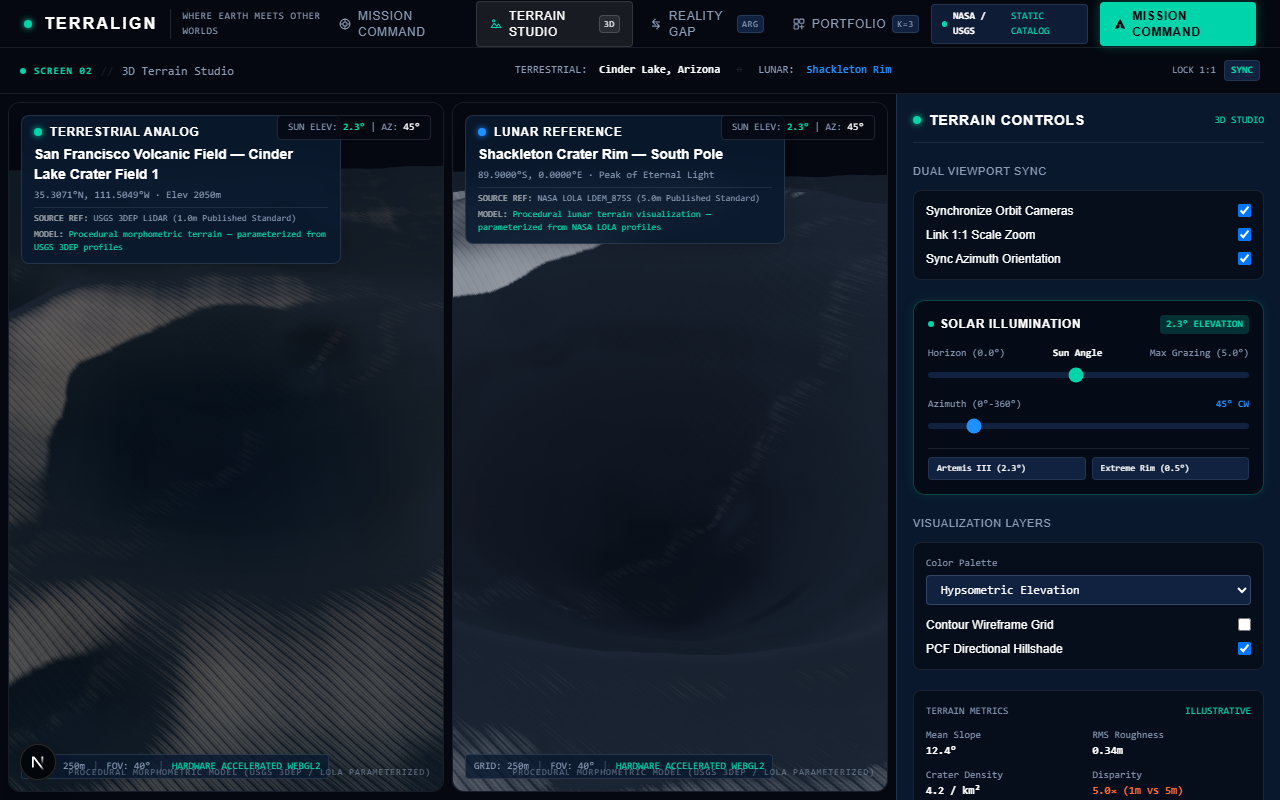 TERRALIGN
WHERE EARTH MEETS OTHER
WORLDS
MISSION
COMMAND
TERRAIN
STUDIO
3D
REALITY
GAP
ARG
PORTFOLIO
K=3
NASA /
USGS
STATIC
CATALOG
MISSION
COMMAND
SCREEN 02 // 3D Terrain Studio
TERRESTRIAL: Cinder Lake, Arizona
LUNAR: Shackleton Rim
LOCK 1:1 SYNC
TERRESTRIAL ANALOG
SUN ELEV: 2.3° | AZ: 45°
San Francisco Volcanic Field — Cinder
Lake Crater Field 1
35.3071°N, 111.5049°W · Elev 2050m
SOURCE REF: USGS 3DEP LiDAR (1.0m Published Standard)
MODEL: Procedural morphometric terrain — parameterized from
USGS 3DEP profiles
N
250m | FOV: 40° | HARDWARE ACCELERATED WEBGL2
PROCEDURAL MORPHOMETRIC MODEL (USGS 3DEP / LOLA PARAMETERIZED)
LUNAR REFERENCE
SUN ELEV: 2.3° | AZ: 45°
Shackleton Crater Rim — South Pole
89.9000°S, 0.0000°E · Peak of Eternal Light
SOURCE REF: NASA LOLA LDEM_875S (5.0m Published Standard)
MODEL: Procedural lunar terrain visualization —
parameterized from NASA LOLA profiles
GRID: 250m | FOV: 40° | HARDWARE ACCELERATED WEBGL2
PROCEDURAL MORPHOMETRIC MODEL (USGS 3DEP / LOLA PARAMETERIZED)
TERRAIN CONTROLS
3D STUDIO
DUAL VIEWPORT SYNC
Synchronize Orbit Cameras
Link 1:1 Scale Zoom
Sync Azimuth Orientation
SOLAR ILLUMINATION
2.3° ELEVATION
Horizon (0.0°) Sun Angle Max Grazing (5.0°)
Azimuth (0°-360°) 45° CW
Artemis III (2.3°)
Extreme Rim (0.5°)
VISUALIZATION LAYERS
Color Palette
Hypsometric Elevation
Contour Wireframe Grid
PCF Directional Hillshade
TERRAIN METRICS ILLUSTRATIVE
Mean Slope RMS Roughness
12.4° 0.34m
Crater Density Disparity
4.2 / km² 5.0× (1m vs 5m)